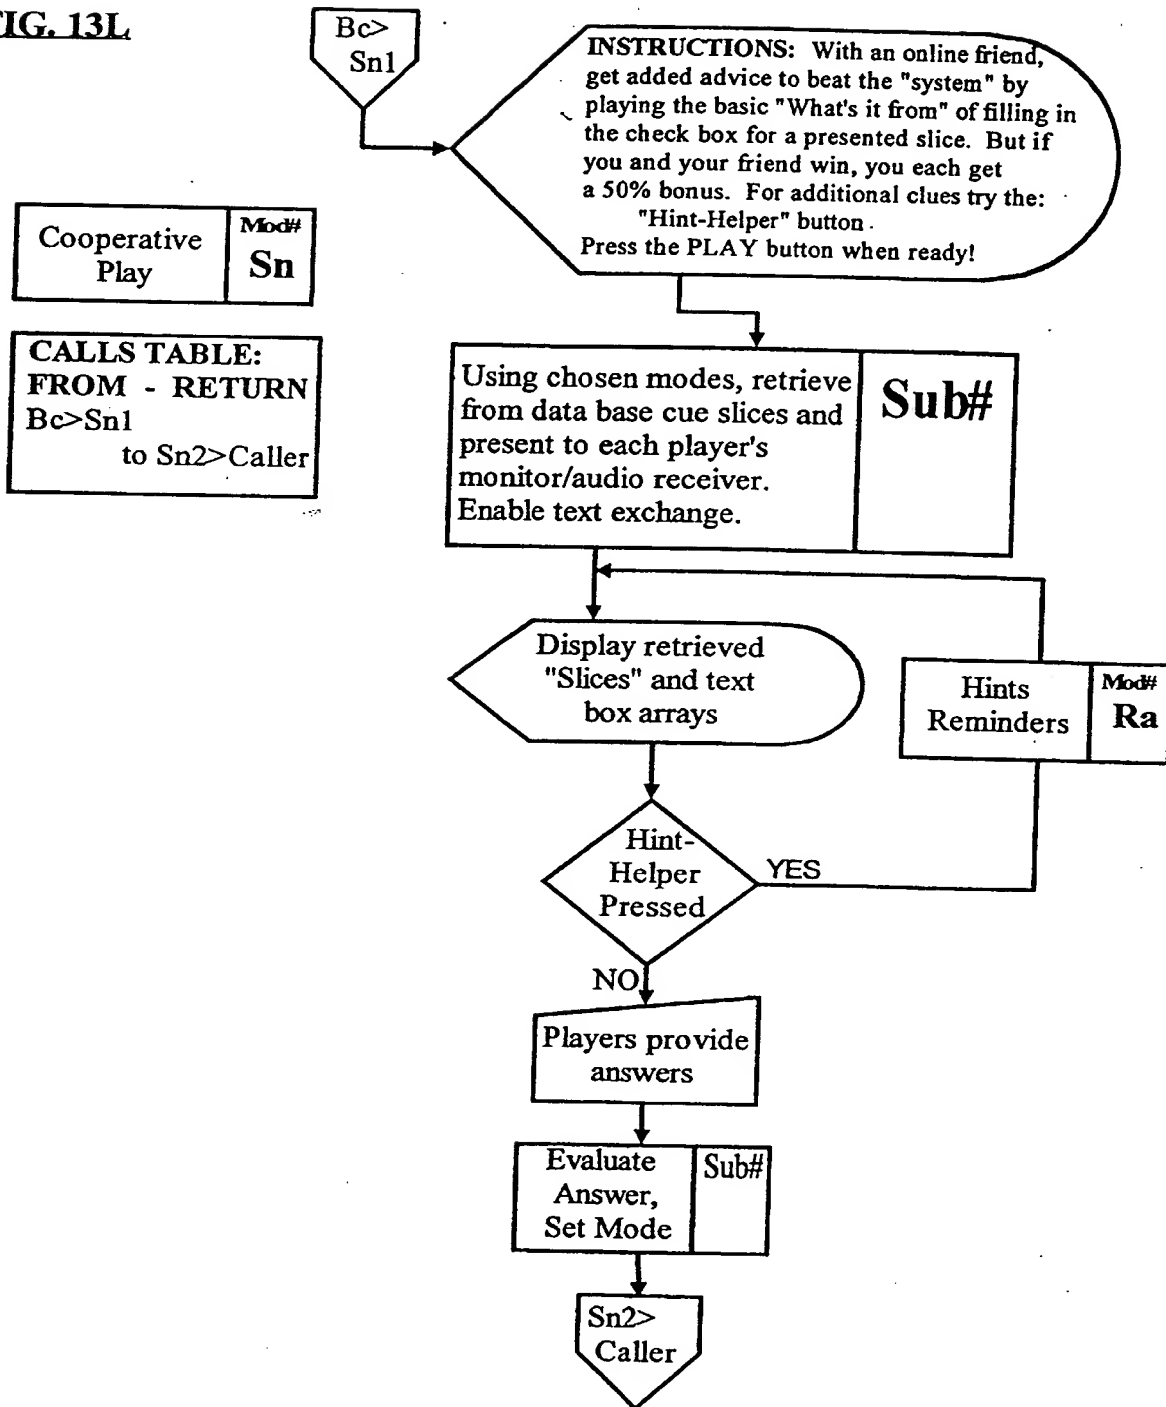 FIG. 13L
Bc>
Sn1
INSTRUCTIONS: With an online friend,
get added advice to beat the "system" by
playing the basic "What's it from" of filling in
the check box for a presented slice. But if
you and your friend win, you each get
a 50% bonus. For additional clues try the:
"Hint-Helper" button.
Press the PLAY button when ready!
Cooperative
Play
Mod#
Sn
CALLS TABLE:
FROM - RETURN
Bc>Sn1
to Sn2>Caller
Using chosen modes, retrieve
from data base cue slices and
present to each player's
monitor/audio receiver.
Enable text exchange.
Sub#
Display retrieved
"Slices" and text
box arrays
Hints
Reminders
Mod#
Ra
Hint-
Helper
Pressed
YES
NO
Players provide
answers
Evaluate
Answer,
Set Mode
Sub#
Sn2>
Caller